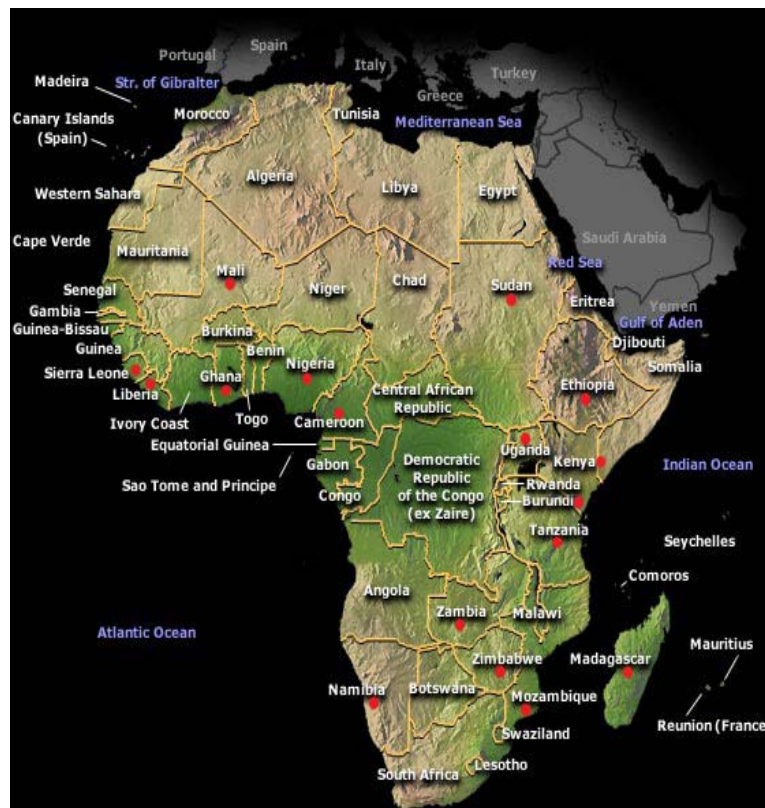 Portugal
Spain
Italy
Turkey
Greece
Madeira
Str. of Gibralter
Morocco
Tunisia
Mediterranean Sea
Canary Islands
(Spain)
Algeria
Libya
Egypt
Western Sahara
Cape Verde
Mauritania
Saudi Arabia
Red Sea
Mali
Niger
Chad
Sudan
Senegal
Eritrea
Yemen
Gambia
Gulf of Aden
Guinea-Bissau
Burkina
Djibouti
Guinea
Benin
Nigeria
Somalia
Sierra Leone
Ghana
Ethiopia
Liberia
Central African
Republic
Ivory Coast
Togo
Cameroon
Equatorial Guinea
Uganda
Kenya
Indian Ocean
Gabon
Democratic
Republic
of the Congo
(ex Zaire)
Sao Tome and Principe
Congo
Rwanda
Burundi
Tanzania
Seychelles
Comoros
Angola
Zambia
Malawi
Atlantic Ocean
Mauritius
Zimbabwe
Madagascar
Namibia
Botswana
Mozambique
Reunion (France
Swaziland
Lesotho
South Africa